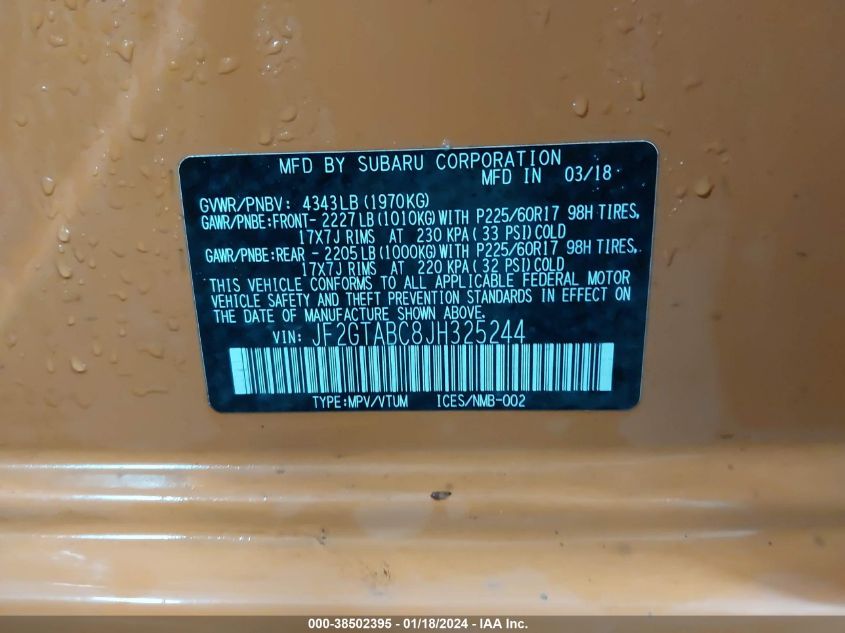 MFD BY SUBARU CORPORATION
MFD IN 03/18
GVWR/PNBV: 4343LB (1970KG)
GAWR/PNBE:FRONT- 2227LB(1010KG)WITH P225/60R17 98H TIRES,
17X7J RIMS AT 230 KPA(33 PSI)COLD
GAWR/PNBE:REAR - 2205LB(1000KG)WITH P225/60R17 98H TIRES,
17X7J RIMS AT 220 KPA(32 PSI)COLD
THIS VEHICLE CONFORMS TO ALL APPLICABLE FEDERAL MOTOR
VEHICLE SAFETY AND THEFT PREVENTION STANDARDS IN EFFECT ON
THE DATE OF MANUFACTURE SHOWN ABOVE.
VIN: JF2GTABC8JH325244
TYPE:MPV/VTUM ICES/NMB-002
000-38502395 - 01/18/2024 - IAA Inc.